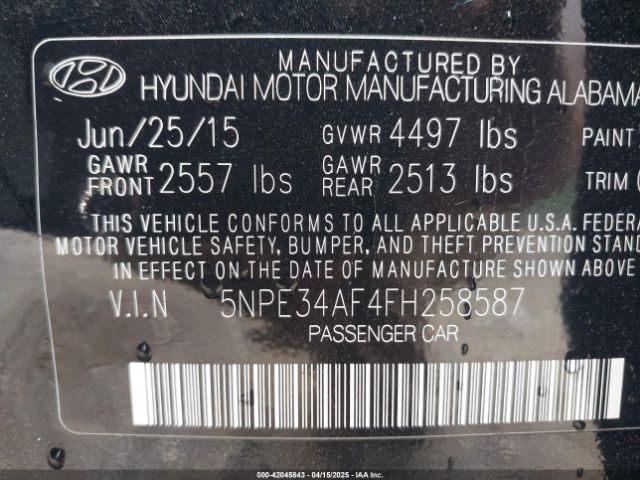 MANUFACTURED BY
HYUNDAI MOTOR MANUFACTURING ALABAMA
Jun/25/15 GVWR 4497 lbs PAINT
GAWR FRONT 2557 lbs GAWR REAR 2513 lbs TRIM (
THIS VEHICLE CONFORMS TO ALL APPLICABLE U.S.A. FEDERA
MOTOR VEHICLE SAFETY, BUMPER, AND THEFT PREVENTION STAND
IN EFFECT ON THE DATE OF MANUFACTURE SHOWN ABOVE
V.I.N 5NPE34AF4FH258587
PASSENGER CAR
000-42045843 - 04/15/2025 - IAA Inc.